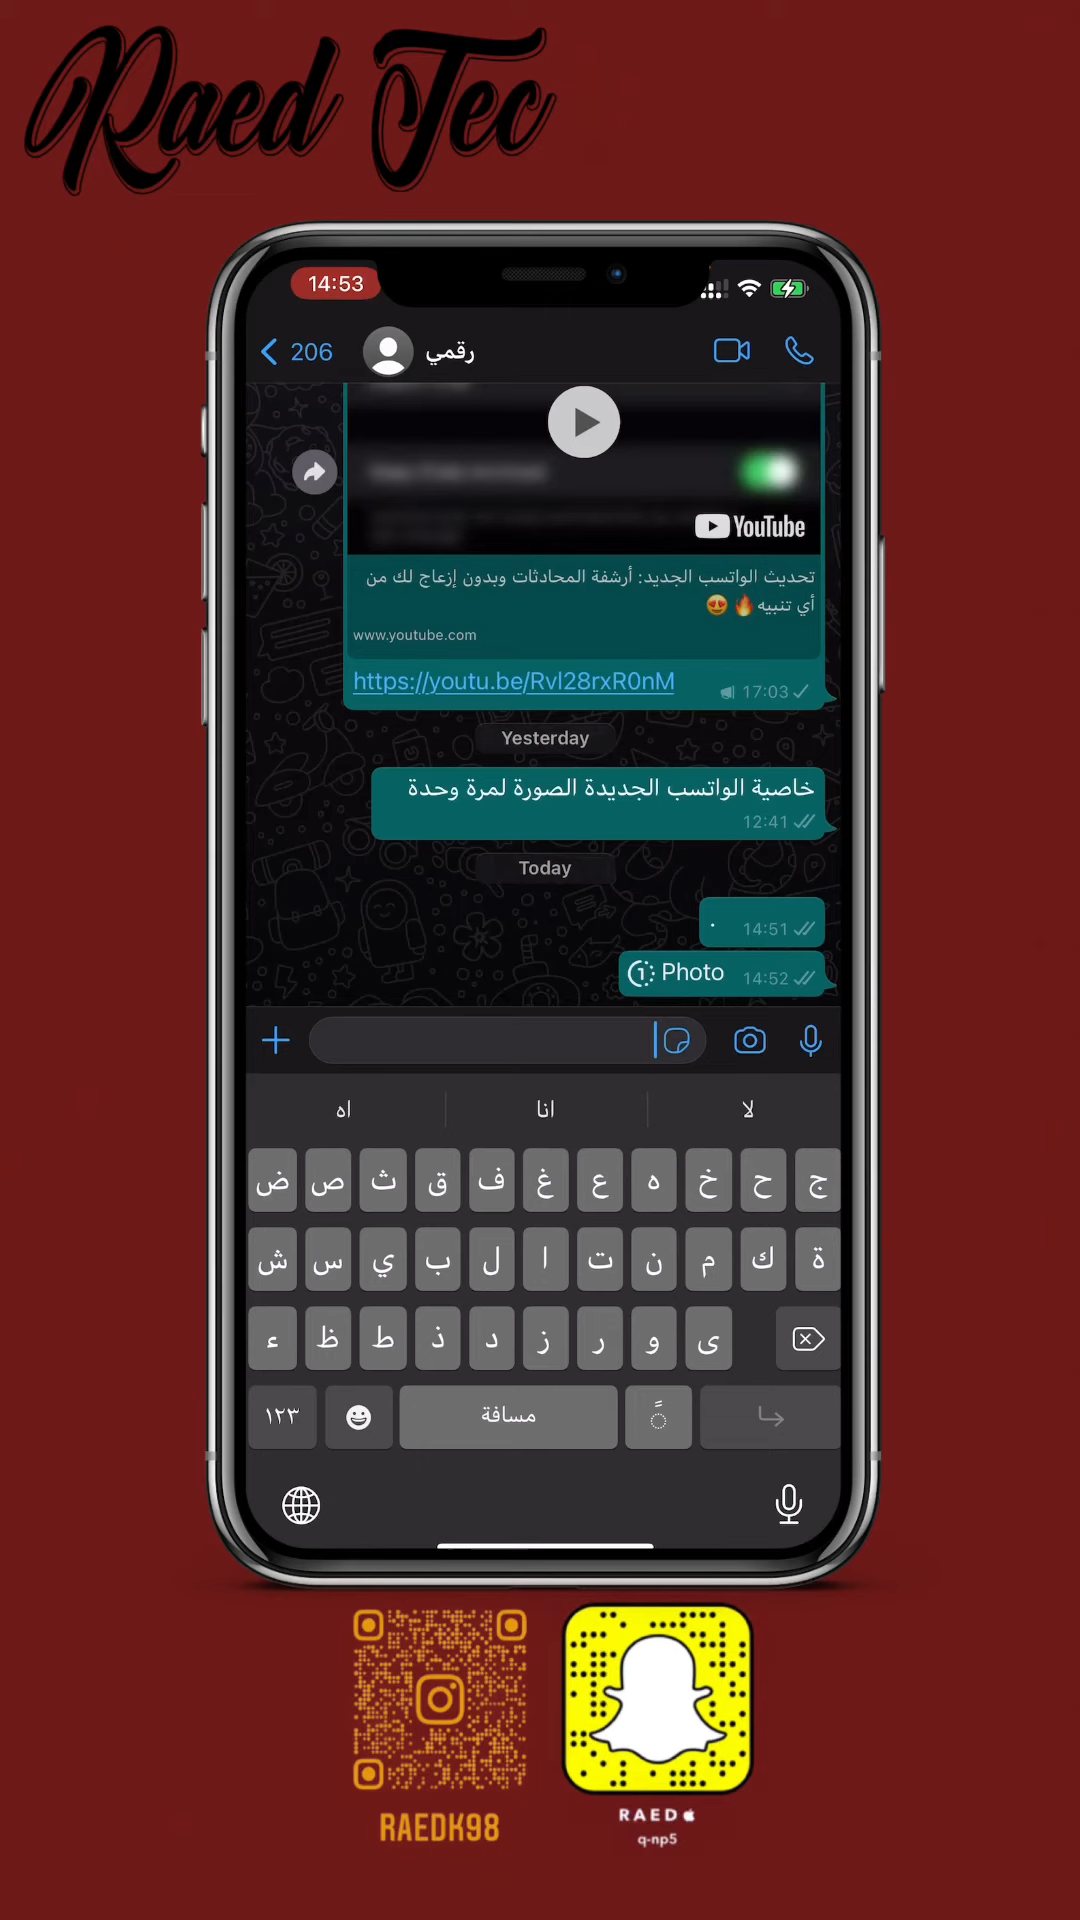 Raed Tec
14:53
206
رقمي
YouTube
تحديث الواتسب الجديد: أرشفة المحادثات وبدون إزعاج لك من
أي تنبيه🔥😍
www.youtube.com
https://youtu.be/Rvl28rxR0nM
17:03
Yesterday
خاصية الواتسب الجديدة الصورة لمرة وحدة
12:41
Today
. 14:51
1 Photo 14:52
اه انا لا
ض ص ث ق ف غ ع ه خ ح ج
ش س ي ب ل ا ت ن م ك ة
ء ظ ط ذ د ز ر و ى
١٢٣ مسافة
RAEDK98
RAED
q-np5